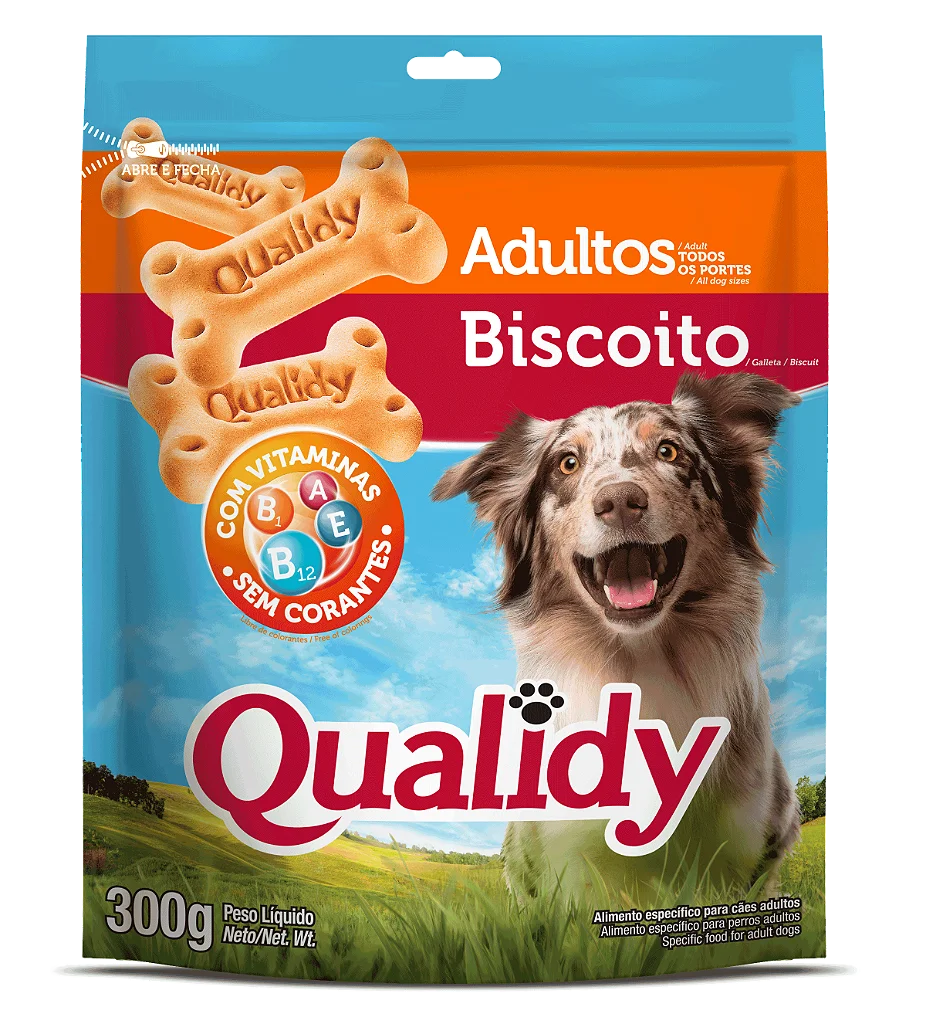 ABRE E FECHA
Qualidy
Qualidy
Qualidy
Adultos
/ Adult
TODOS
OS PORTES
/ All dog sizes
Biscoito
/ Galleta / Biscuit
COM VITAMINAS
B1
A
E
B12
• SEM CORANTES •
Libre de colorantes / Free of colorings
Qualidy
300g
Peso Líquido
Neto/Net. Wt.
Alimento específico para cães adultos
Alimento específico para perros adultos
Specific food for adult dogs